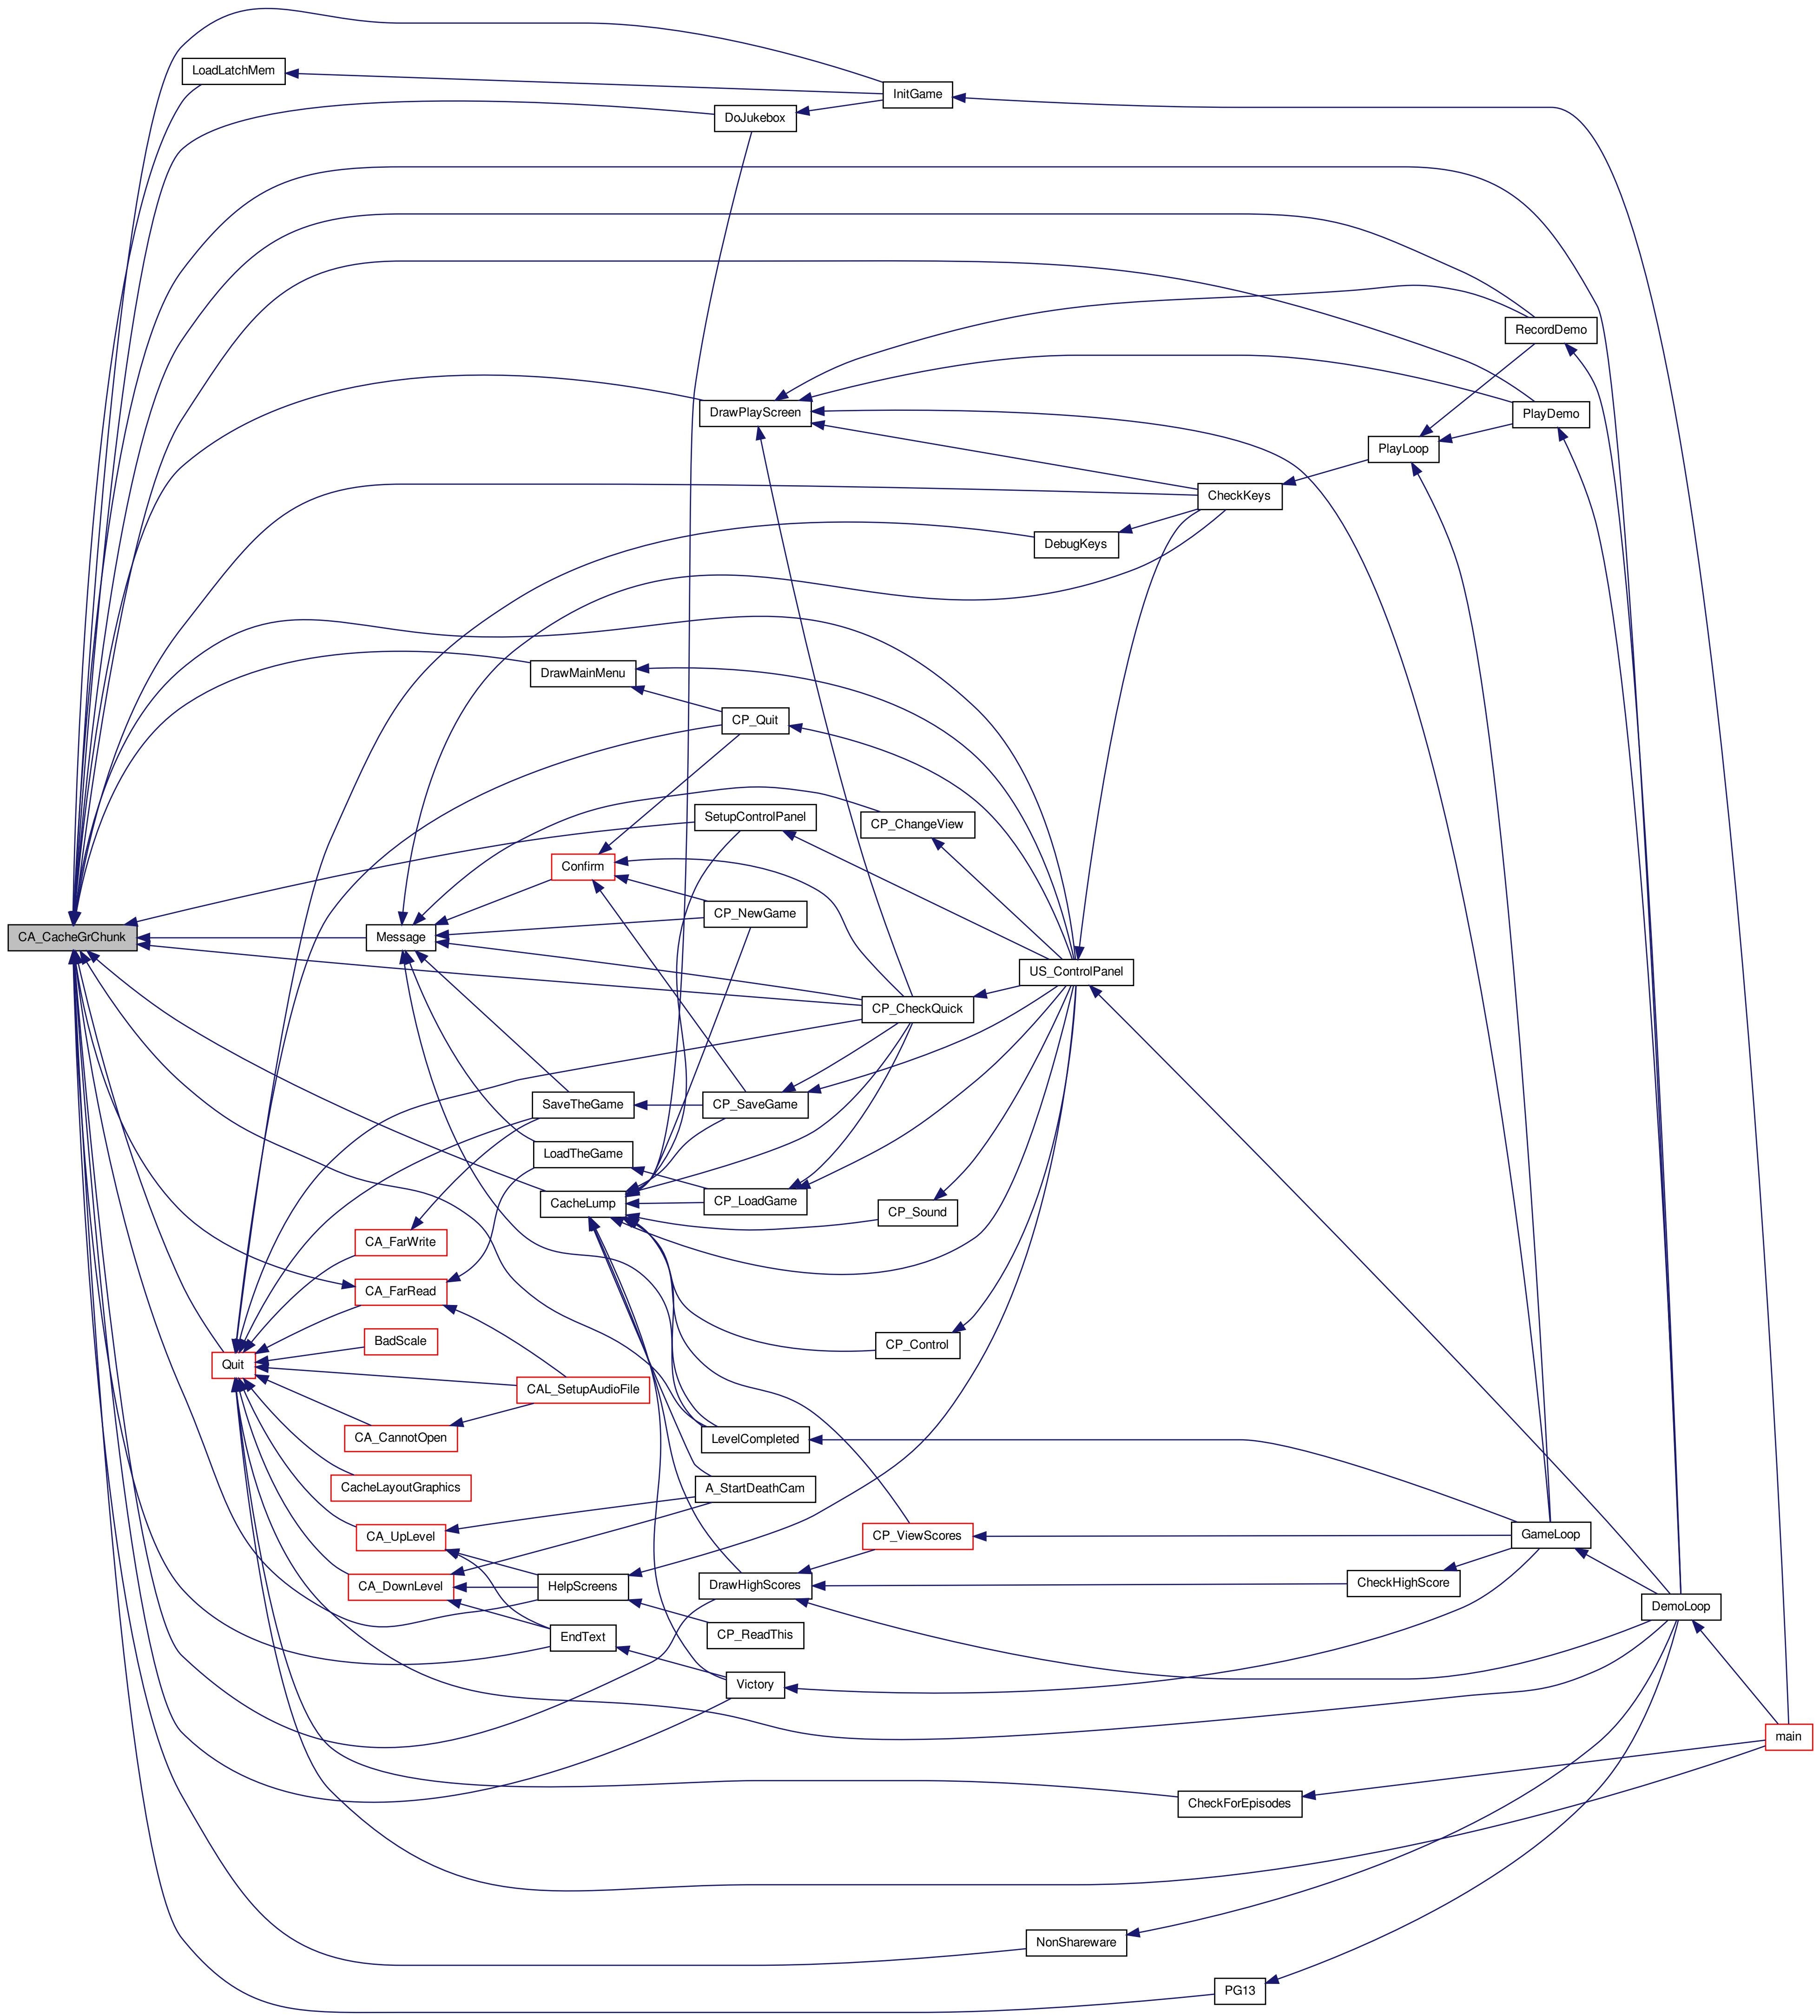 LoadLatchMem
InitGame
DoJukebox
RecordDemo
DrawPlayScreen
PlayDemo
PlayLoop
CheckKeys
DebugKeys
DrawMainMenu
CP_Quit
SetupControlPanel
CP_ChangeView
Confirm
CP_NewGame
CA_CacheGrChunk
Message
US_ControlPanel
CP_CheckQuick
SaveTheGame
CP_SaveGame
LoadTheGame
CacheLump
CP_LoadGame
CP_Sound
CA_FarWrite
CA_FarRead
BadScale
CP_Control
Quit
CAL_SetupAudioFile
CA_CannotOpen
LevelCompleted
CacheLayoutGraphics
A_StartDeathCam
CA_UpLevel
CP_ViewScores
GameLoop
CA_DownLevel
HelpScreens
DrawHighScores
CheckHighScore
DemoLoop
EndText
CP_ReadThis
Victory
main
CheckForEpisodes
NonShareware
PG13